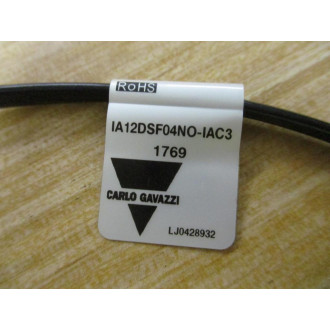 RoHS
IA12DSF04NO-IAC3
1769
CARLO GAVAZZI
LJ0428932